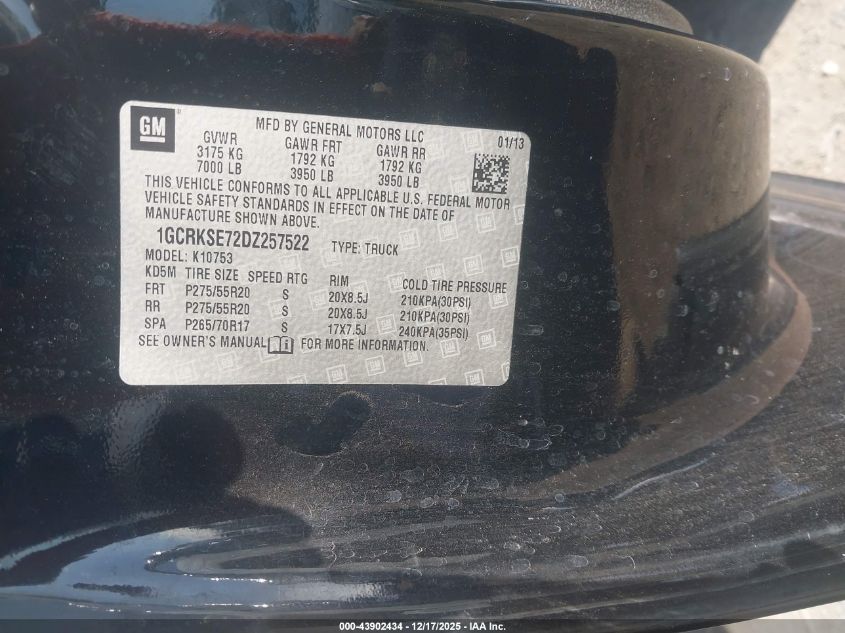 GM
MFD BY GENERAL MOTORS LLC
01/13
GVWR GAWR FRT GAWR RR
3175 KG 1792 KG 1792 KG
7000 LB 3950 LB 3950 LB
THIS VEHICLE CONFORMS TO ALL APPLICABLE U.S. FEDERAL MOTOR
VEHICLE SAFETY STANDARDS IN EFFECT ON THE DATE OF
MANUFACTURE SHOWN ABOVE.
1GCRKSE72DZ257522 TYPE: TRUCK
MODEL: K10753
KD5M TIRE SIZE SPEED RTG RIM COLD TIRE PRESSURE
FRT P275/55R20 S 20X8.5J 210KPA(30PSI)
RR P275/55R20 S 20X8.5J 210KPA(30PSI)
SPA P265/70R17 S 17X7.5J 240KPA(35PSI)
SEE OWNER'S MANUAL FOR MORE INFORMATION.
000-43902434 - 12/17/2025 - IAA Inc.